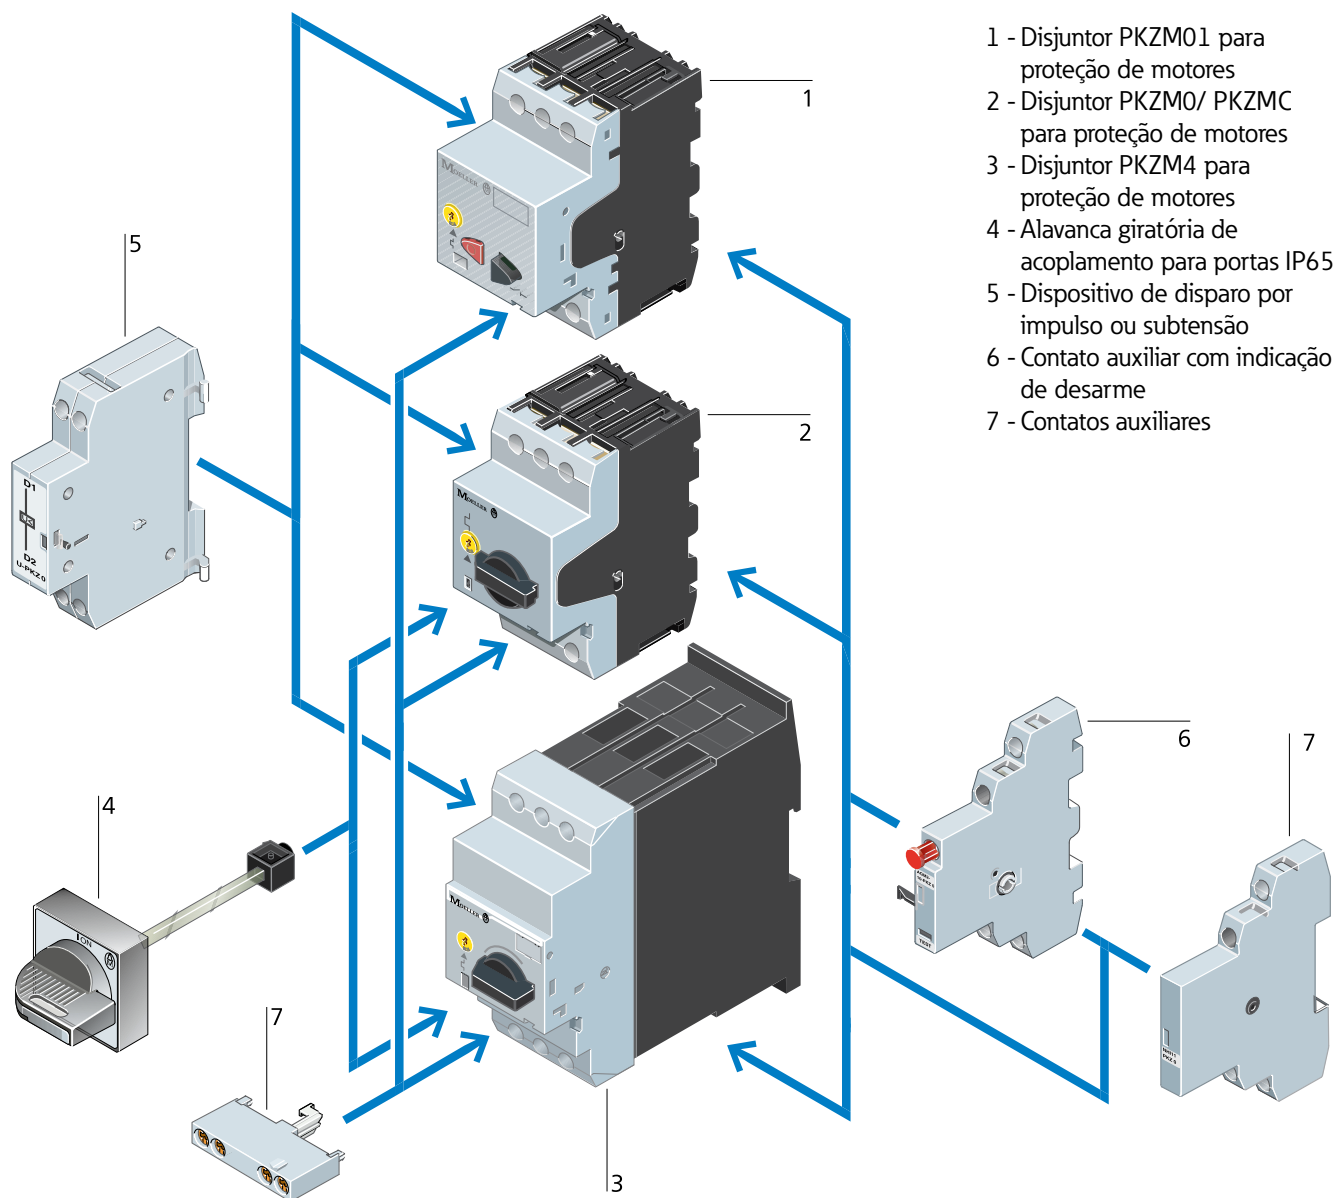 1 - Disjuntor PKZM01 para
proteção de motores
2 - Disjuntor PKZM0/ PKZMC
para proteção de motores
3 - Disjuntor PKZM4 para
proteção de motores
4 - Alavanca giratória de
acoplamento para portas IP65
5 - Dispositivo de disparo por
impulso ou subtensão
6 - Contato auxiliar com indicação
de desarme
7 - Contatos auxiliares
1
MOELLER
5
2
MOELLER
D1
D2
U-PKZ0
6
7
4
MOELLER
ON
TEST
7
3